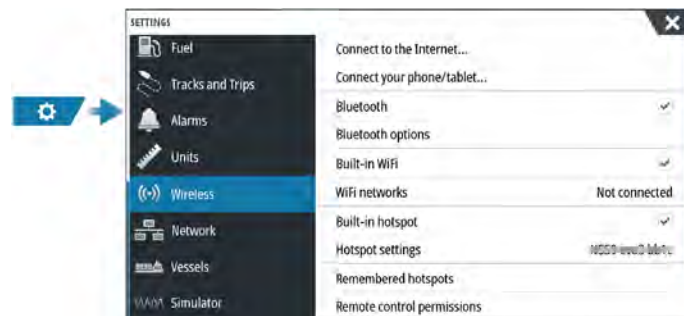 SETTINGS
Fuel
Tracks and Trips
Alarms
Units
Wireless
Network
Vessels
Simulator
Connect to the Internet...
Connect your phone/tablet...
Bluetooth
Bluetooth options
Built-in WiFi
WiFi networks Not connected
Built-in hotspot
Hotspot settings
Remembered hotspots
Remote control permissions